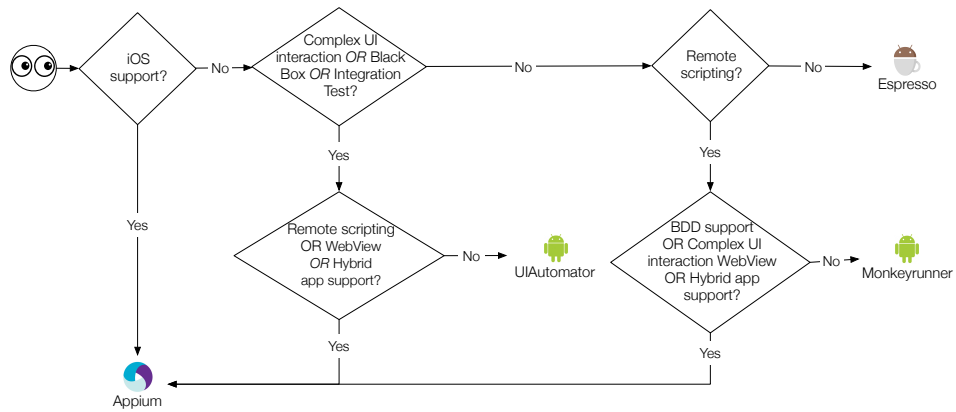 iOS
support?
No
Complex UI
interaction OR Black
Box OR Integration
Test?
No
Remote
scripting?
No
Espresso
Yes
Yes
Yes
Remote scripting
OR WebView
OR Hybrid
app support?
No
UIAutomator
BDD support
OR Complex UI
interaction WebView
OR Hybrid app
support?
No
Monkeyrunner
Yes
Yes
Appium